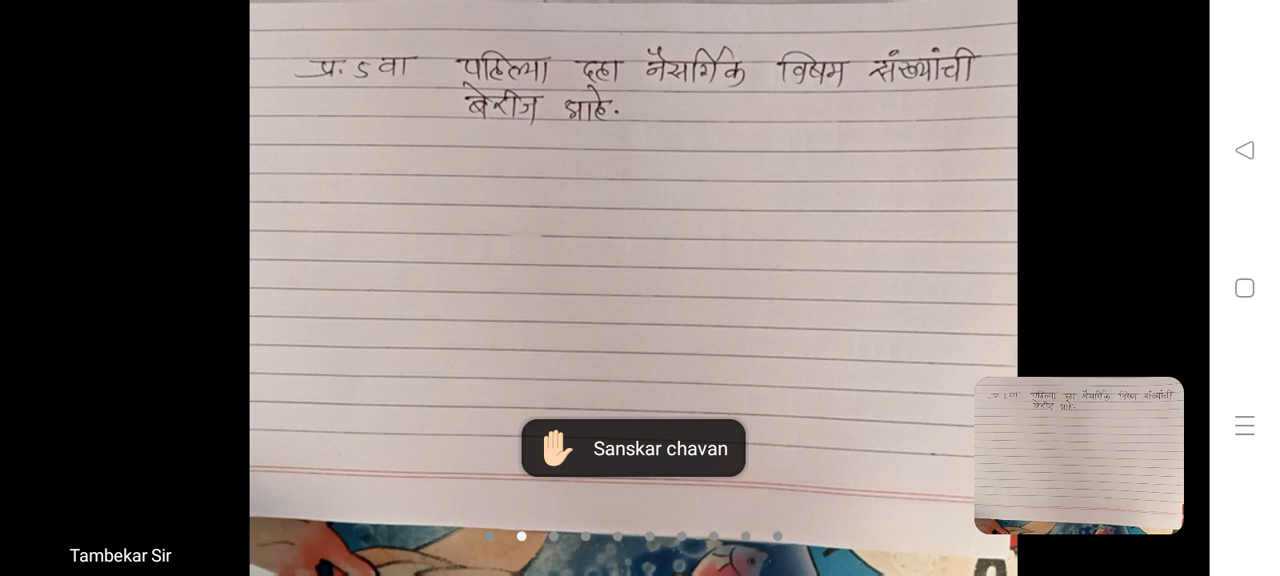 प्र. ५ वा पहिल्या दहा नैसर्गिक विषम संख्यांची
बेरीज आहे.
Sanskar chavan
Tambekar Sir